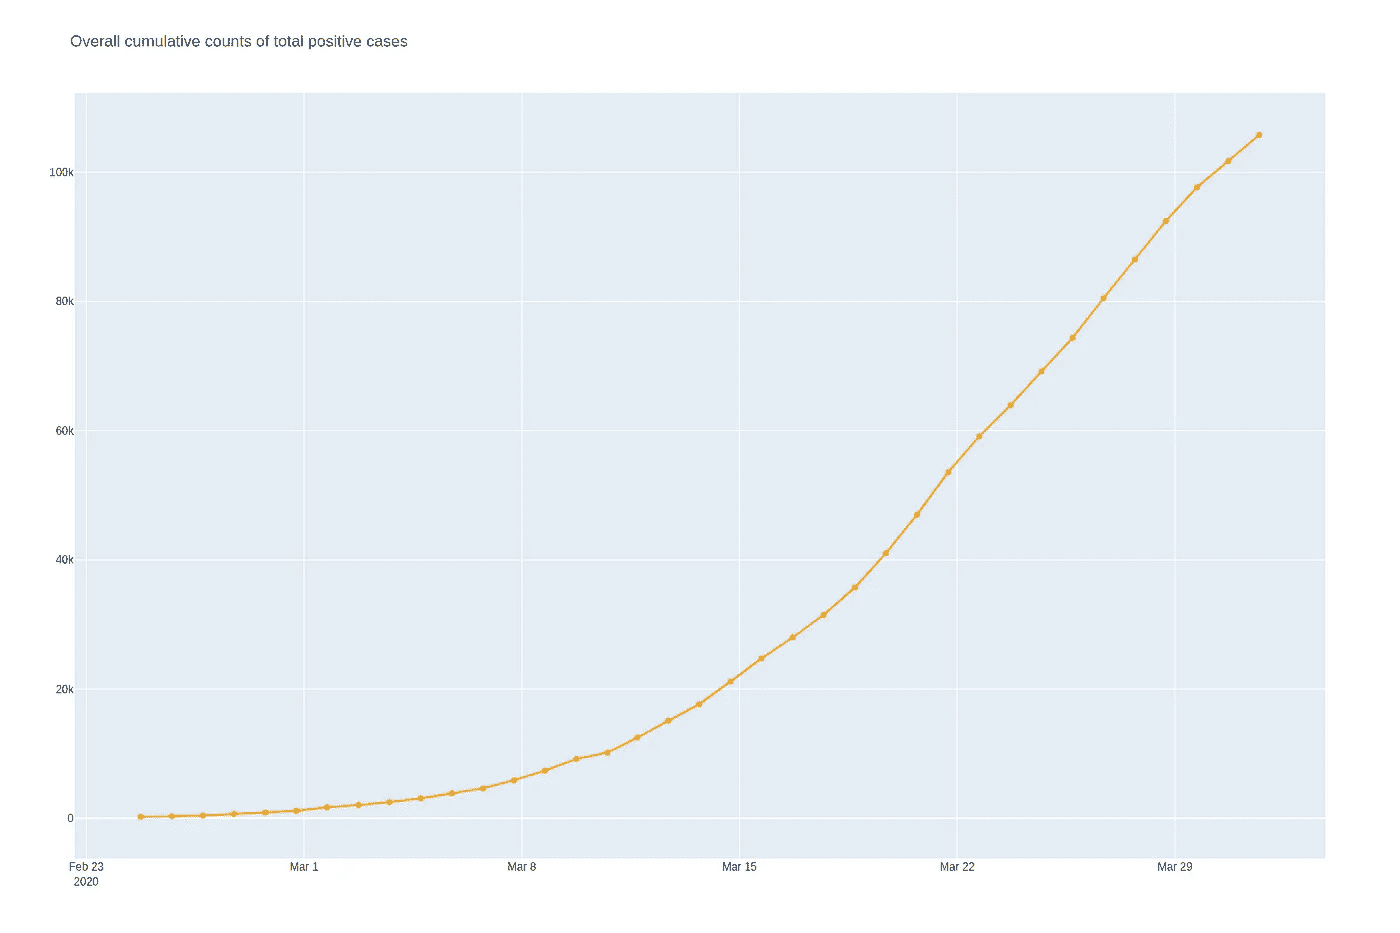 Overall cumulative counts of total positive cases
100k
80k
60k
40k
20k
0
Feb 23 Mar 1 Mar 8 Mar 15 Mar 22 Mar 29
2020